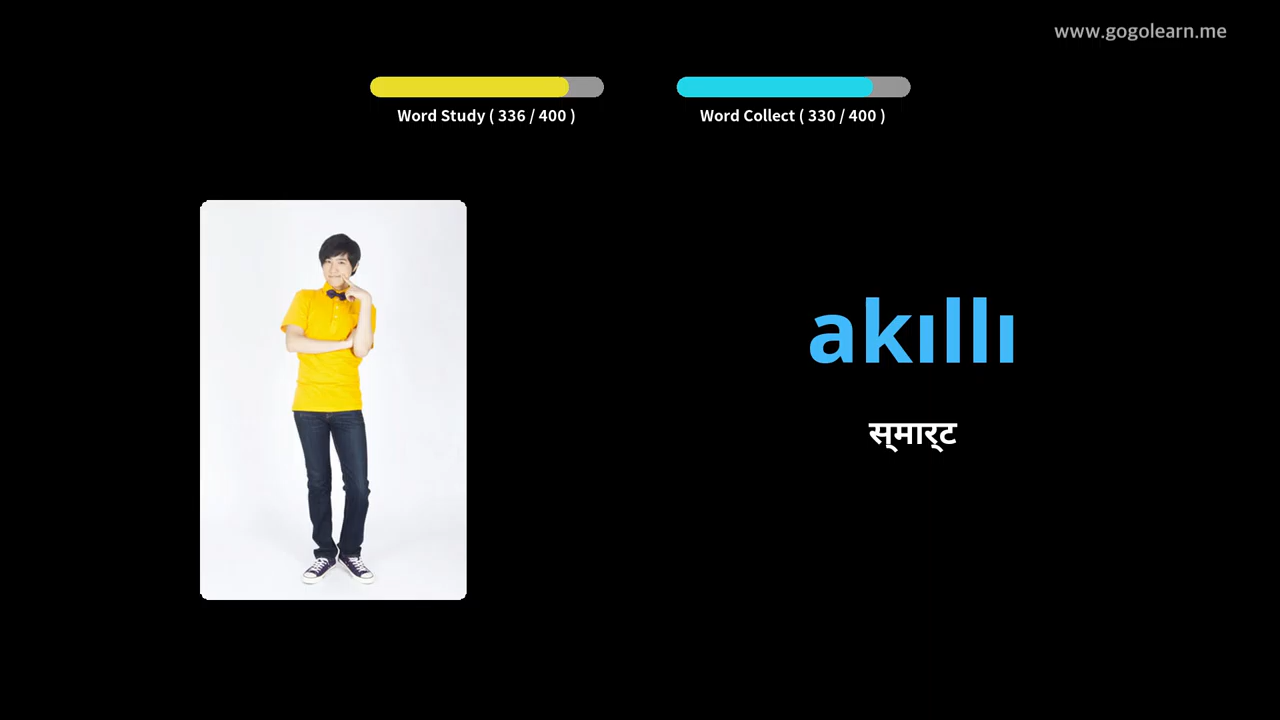 www.gogolearn.me
Word Study ( 336 / 400 )
Word Collect ( 330 / 400 )
akıllı
स्मार्ट